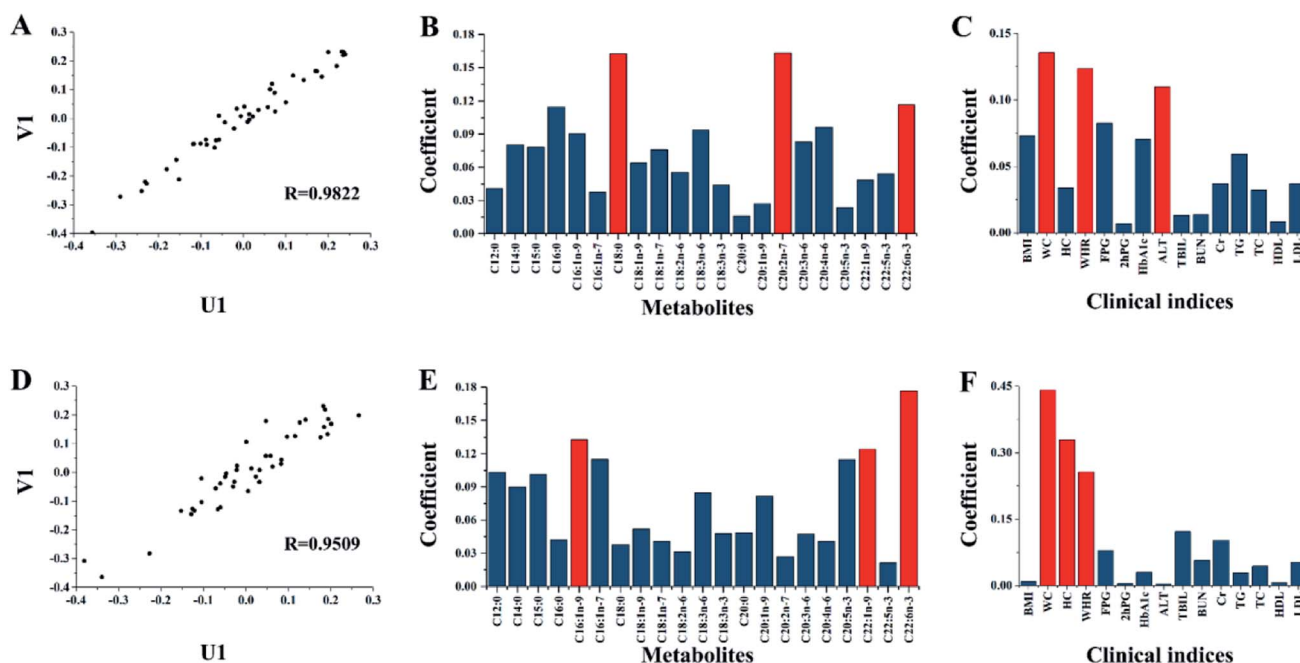 A
0.3
0.2
0.1
0.0
-0.1
-0.2
-0.3
-0.4
V1
R=0.9822
-0.4 -0.3 -0.2 -0.1 0.0 0.1 0.2 0.3
U1
B
0.18
0.15
0.12
0.09
0.06
0.03
0.00
Coefficient
C12:0 C14:0 C15:0 C16:0 C16:1n-9 C16:1n-7 C18:0 C18:1n-9 C18:1n-7 C18:2n-6 C18:3n-6 C18:3n-3 C20:0 C20:1n-9 C20:2n-7 C20:3n-6 C20:4n-6 C20:5n-3 C22:1n-9 C22:5n-3 C22:6n-3
Metabolites
C
0.15
0.10
0.05
0.00
Coefficient
BMI WC HC WHR FPG 2hPG HbA1c ALT TBIL BUN Cr TG TC HDL LDL
Clinical indices
D
0.3
0.2
0.1
0.0
-0.1
-0.2
-0.3
-0.4
V1
R=0.9509
-0.4 -0.3 -0.2 -0.1 0.0 0.1 0.2 0.3
U1
E
0.18
0.15
0.12
0.09
0.06
0.03
0.00
Coefficient
C12:0 C14:0 C15:0 C16:0 C16:1n-9 C16:1n-7 C18:0 C18:1n-9 C18:1n-7 C18:2n-6 C18:3n-6 C18:3n-3 C20:0 C20:1n-9 C20:2n-7 C20:3n-6 C20:4n-6 C20:5n-3 C22:1n-9 C22:5n-3 C22:6n-3
Metabolites
F
0.45
0.30
0.15
0.00
Coefficient
BMI WC HC WHR FPG 2hPG HbA1c ALT TBIL BUN Cr TG TC HDL LDL
Clinical indices